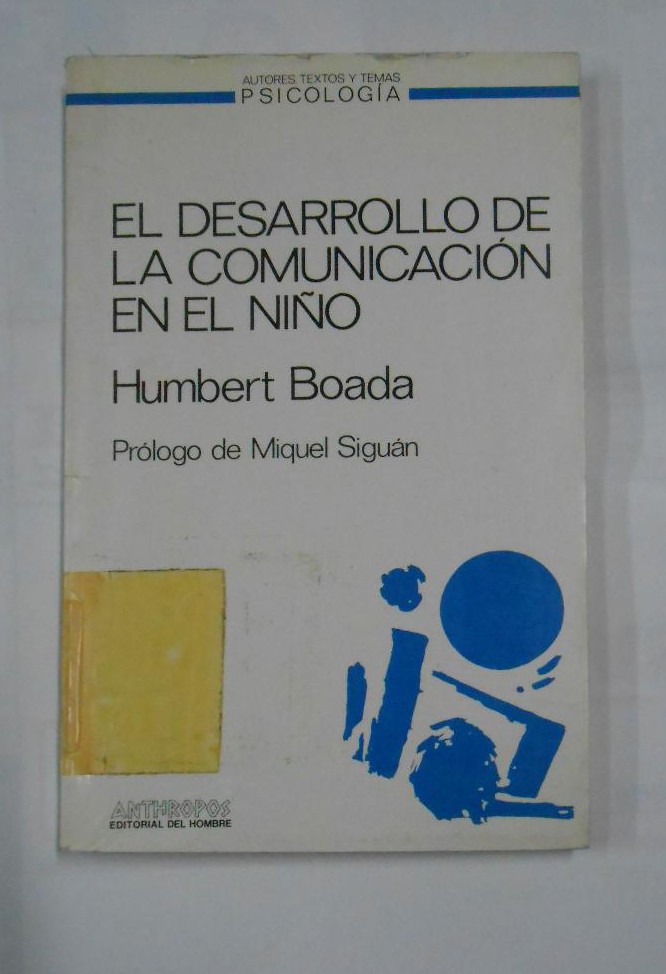 AUTORES, TEXTOS Y TEMAS
PSICOLOGÍA
EL DESARROLLO DE
LA COMUNICACIÓN
EN EL NIÑO
Humbert Boada
Prólogo de Miquel Siguán
ANTHROPOS
EDITORIAL DEL HOMBRE